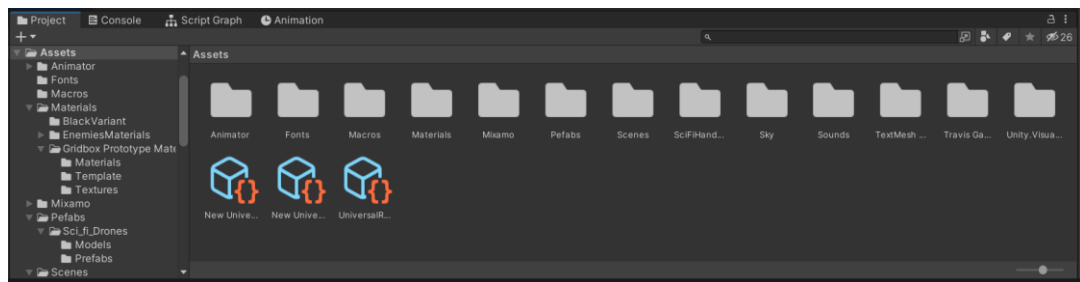 Project Console Script Graph Animation
26
Assets
Animator
Fonts
Macros
Materials
BlackVariant
EnemiesMaterials
Gridbox Prototype Mate
Materials
Template
Textures
Mixamo
Pefabs
Sci_fi_Drones
Models
Prefabs
Scenes
Assets
Animator Fonts Macros Materials Mixamo Pefabs Scenes SciFiHand... Sky Sounds TextMesh ... Travis Ga... Unity.Visua...
New Unive... New Unive... UniversalR...